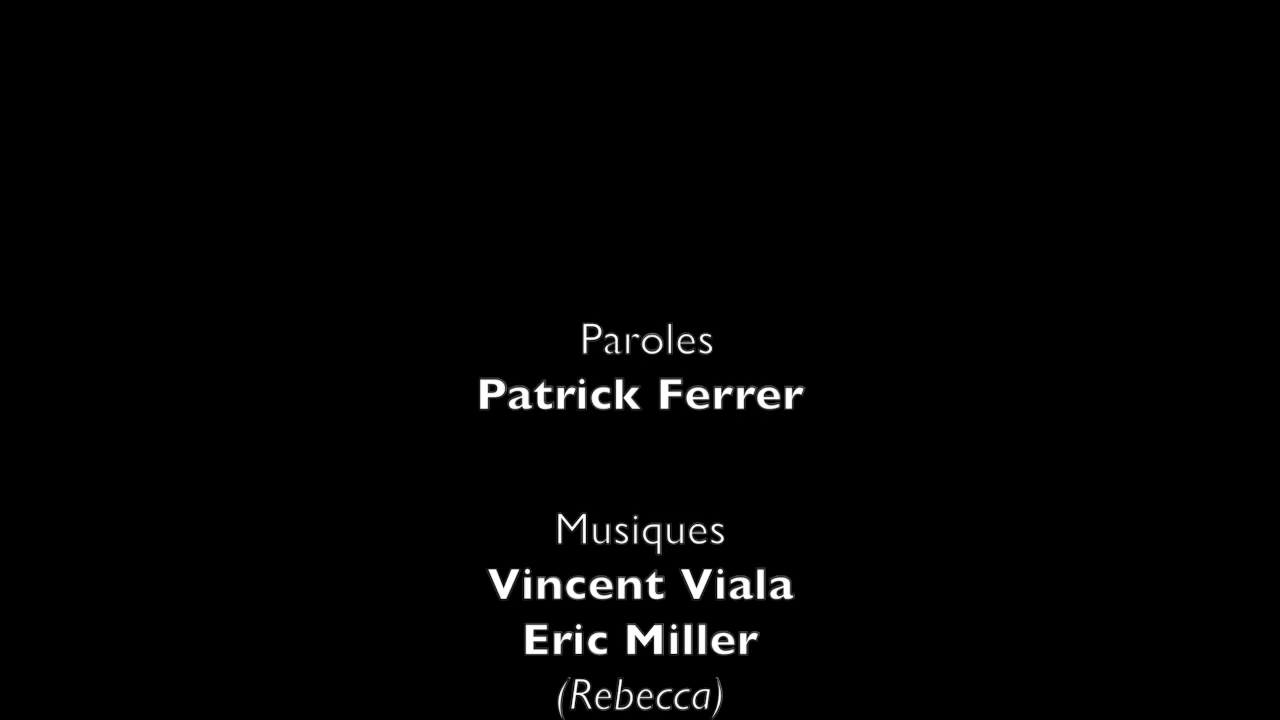 Paroles
Patrick Ferrer
Musiques
Vincent Viala
Eric Miller
(Rebecca)